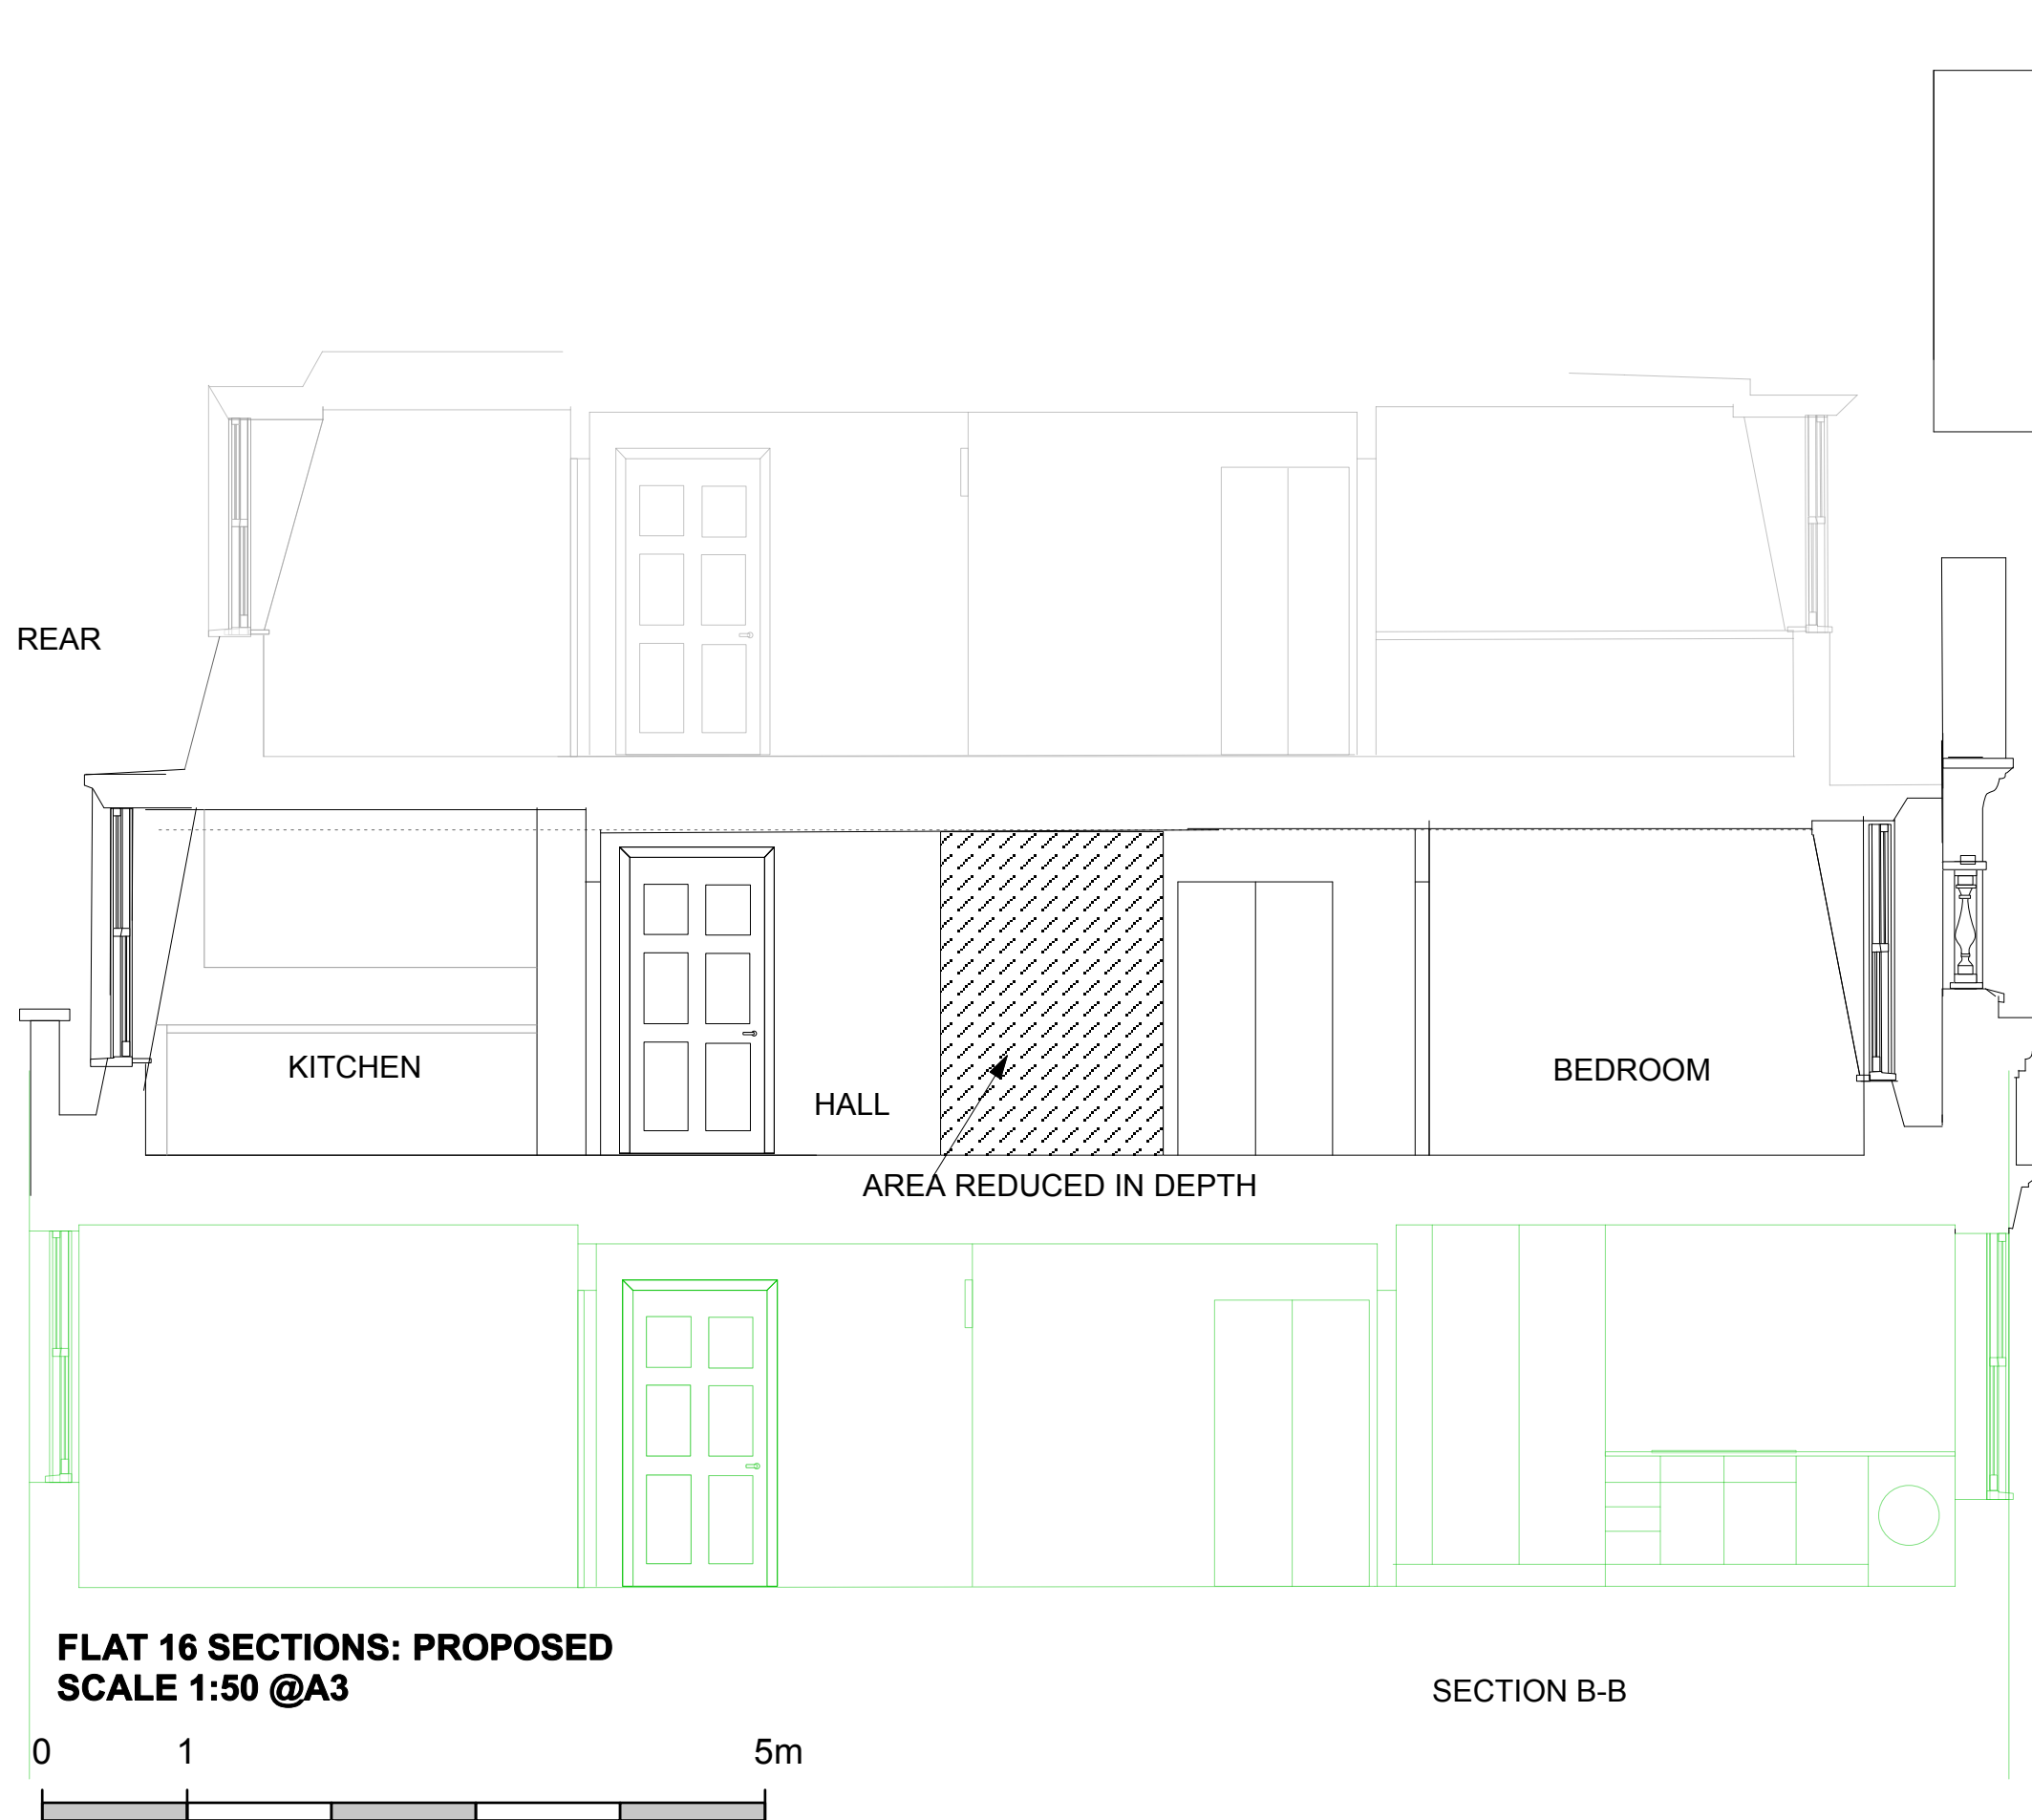 REAR
KITCHEN
HALL
BEDROOM
AREA REDUCED IN DEPTH
FLAT 16 SECTIONS: PROPOSED
SCALE 1:50 @A3
SECTION B-B
0 1 5m